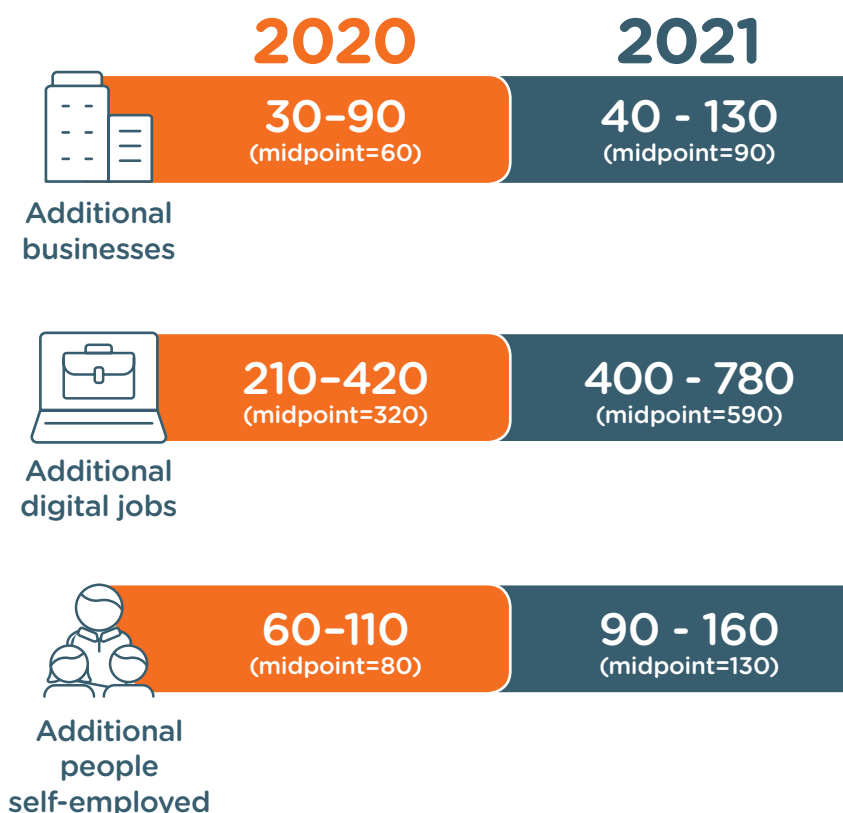 2020 2021
30–90 40 - 130
(midpoint=60) (midpoint=90)
Additional
businesses
210–420 400 - 780
(midpoint=320) (midpoint=590)
Additional
digital jobs
60–110 90 - 160
(midpoint=80) (midpoint=130)
Additional
people
self-employed